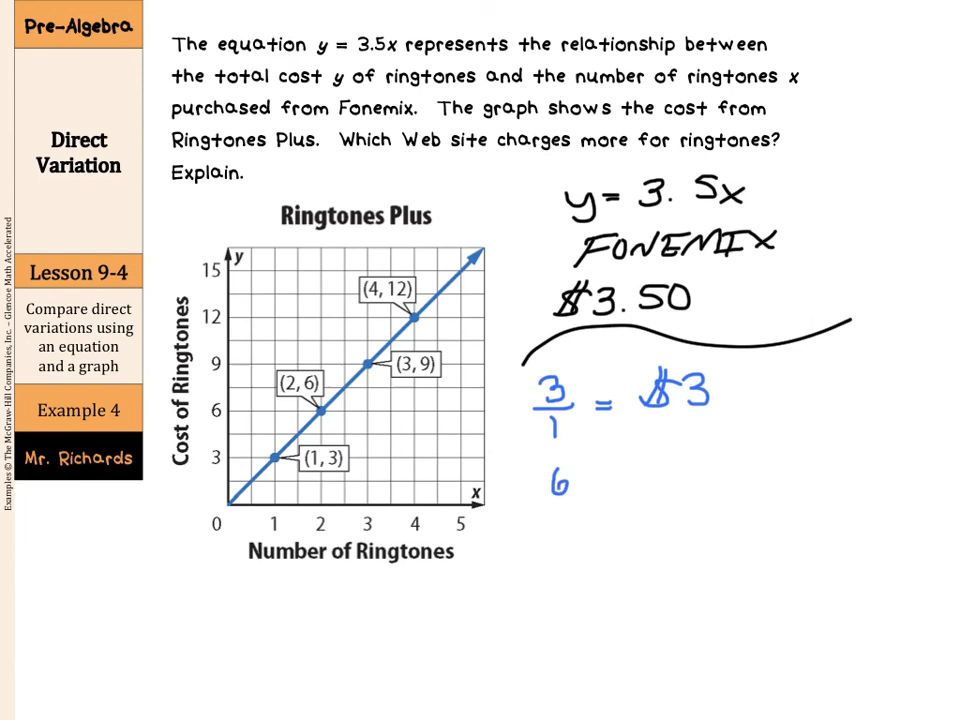 Pre-Algebra
Direct
Variation
Lesson 9-4
Compare direct
variations using
an equation
and a graph
Example 4
Mr. Richards
Examples © The McGraw-Hill Companies, Inc. – Glencoe Math Accelerated
The equation y = 3.5x represents the relationship between
the total cost y of ringtones and the number of ringtones x
purchased from Fonemix. The graph shows the cost from
Ringtones Plus. Which Web site charges more for ringtones?
Explain.
Ringtones Plus
y
15
(4, 12)
12
9
(3, 9)
(2, 6)
6
3
(1, 3)
x
0 1 2 3 4 5
Cost of Ringtones
Number of Ringtones
y = 3.5x
FONEMIX
$3.50
3
1
= $3
6